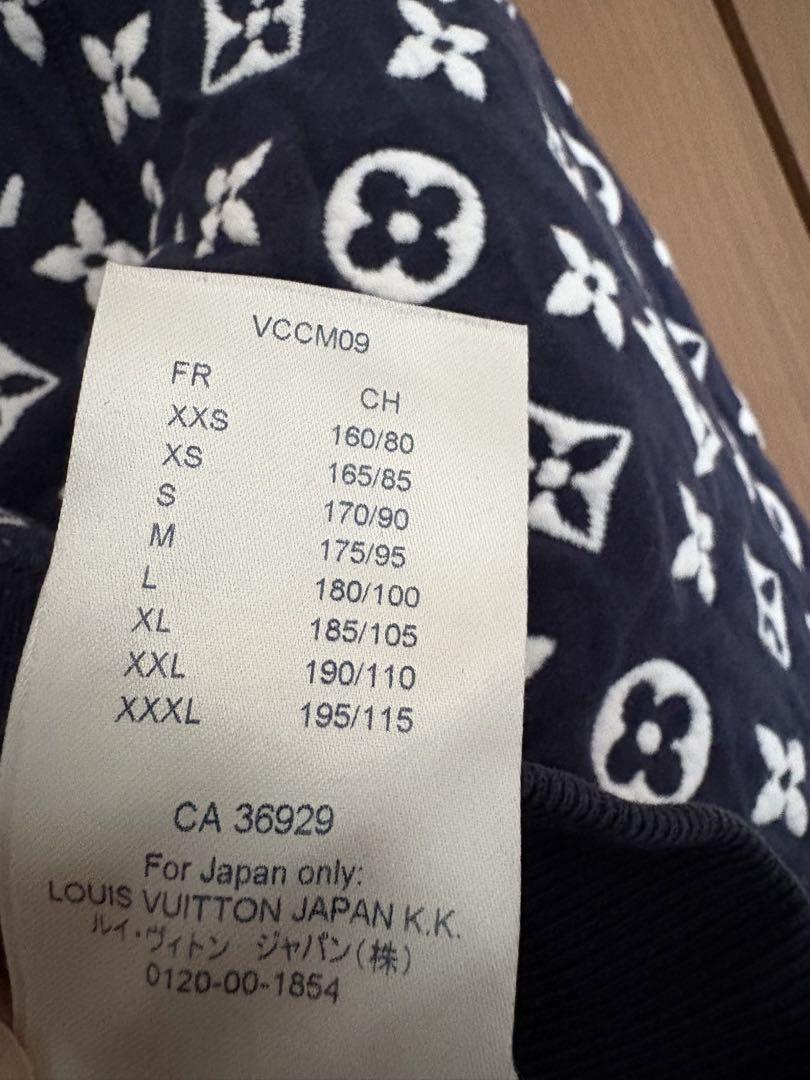 VCCM09
FR CH
XXS 160/80
XS 165/85
S 170/90
M 175/95
L 180/100
XL 185/105
XXL 190/110
XXXL 195/115
CA 36929
For Japan only:
LOUIS VUITTON JAPAN K.K.
ルイ・ヴィトン ジャパン(株)
0120-00-1854